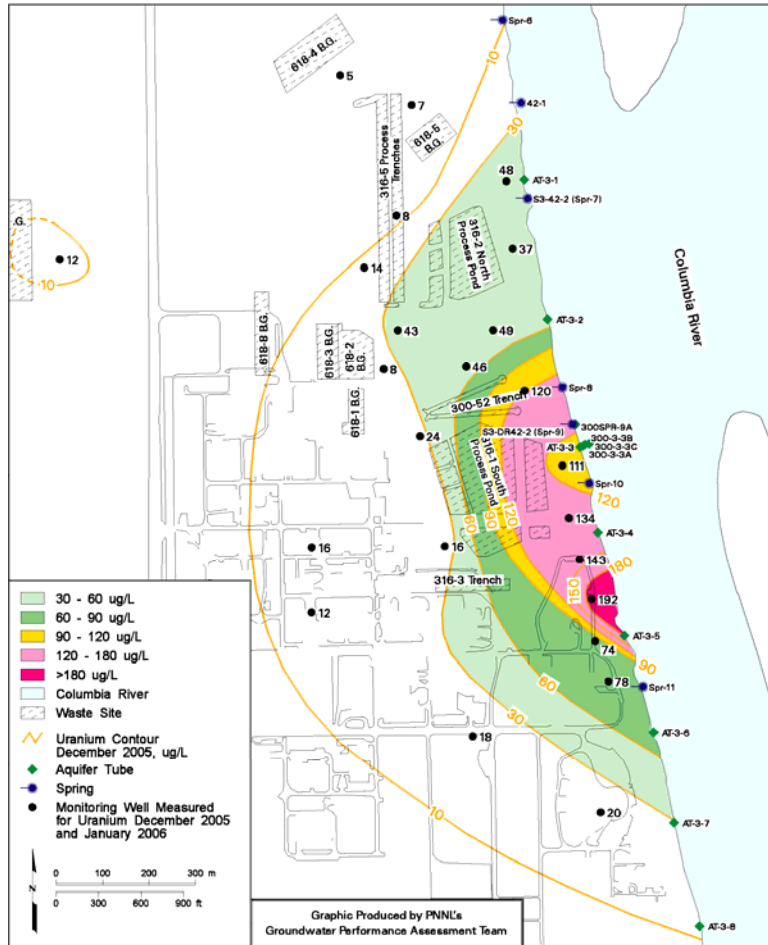 Spr-6
618-4 B.G.
5
10
42-1
7
30
618-5
B.G.
316-5 Process
Trenches
48
AT-3-1
S3-42-2 (Spr-7)
8
316-2 North
Process Pond
37
.G.
12
10
14
Columbia River
AT-3-2
618-8 B.G.
618-3 B.G.
618-2
B.G.
43
49
8
46
Spr-8
120
300-52 Trench
618-1 B.G.
24
S3-DR42-2 (Spr-9)
300SPR-9A
300-3-3B
300-3-3C
300-3-3A
AT-3-3
111
316-1 South
Process Pond
Spr-10
120
60
90
120
134
AT-3-4
16
16
143
180
316-3 Trench
150
192
12
AT-3-5
74
90
78
Spr-11
60
30
AT-3-6
18
10
20
AT-3-7
AT-3-8
30 - 60 ug/L
60 - 90 ug/L
90 - 120 ug/L
120 - 180 ug/L
>180 ug/L
Columbia River
Waste Site
Uranium Contour
December 2005, ug/L
Aquifer Tube
Spring
Monitoring Well Measured
for Uranium December 2005
and January 2006
N
0 100 200 300 m
0 300 600 900 ft
Graphic Produced by PNNL's
Groundwater Performance Assessment Team